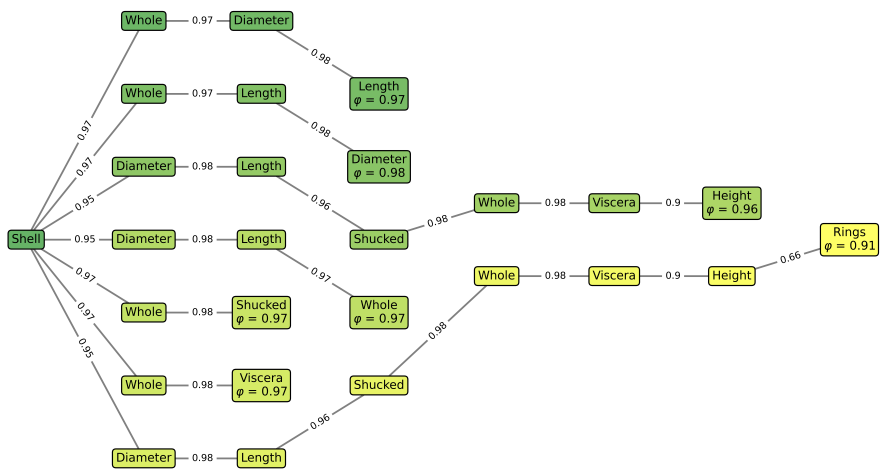 Whole 0.97 Diameter
0.98
Length
φ = 0.97
0.97
Whole 0.97 Length
0.98
Diameter
φ = 0.98
0.97
Diameter 0.98 Length
0.96
Whole 0.98 Viscera 0.9 Height
φ = 0.96
0.95
0.98
Shell 0.95 Diameter 0.98 Length
Shucked
Rings
φ = 0.91
0.66
0.97
0.97
Whole 0.98 Viscera 0.9 Height
Whole 0.98 Shucked
φ = 0.97
Whole
φ = 0.97
0.97
0.98
0.95
Whole 0.98 Viscera
φ = 0.97
Shucked
0.96
Diameter 0.98 Length